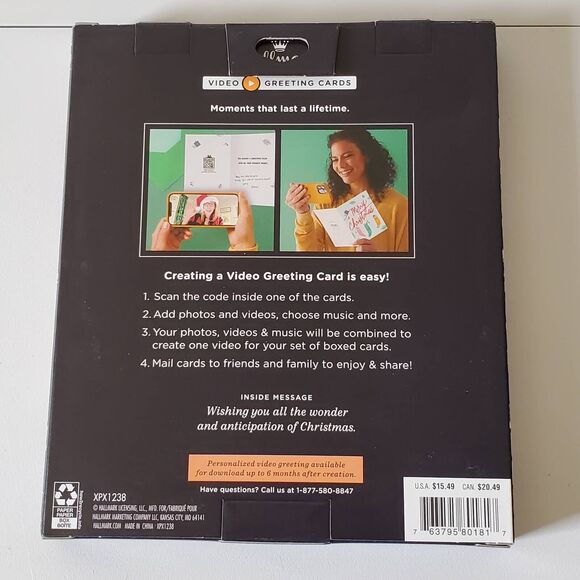 VIDEO GREETING CARDS
Moments that last a lifetime.
Merry
Christmas
Creating a Video Greeting Card is easy!
1. Scan the code inside one of the cards.
2. Add photos and videos, choose music and more.
3. Your photos, videos & music will be combined to
create one video for your set of boxed cards.
4. Mail cards to friends and family to enjoy & share!
INSIDE MESSAGE
Wishing you all the wonder
and anticipation of Christmas.
Personalized video greeting available
for download up to 6 months after creation.
Have questions? Call us at 1-877-580-8847
U.S.A. $15.49 CAN. $20.49
7 63795 80181 7
PAPER PAPIER
BOX BOÎTE
XPX1238
© HALLMARK LICENSING, LLC, MFD. FOR/FABRIQUÉ POUR
HALLMARK MARKETING COMPANY LLC, KANSAS CITY, MO 64141
HALLMARK.COM MADE IN CHINA XPX1238